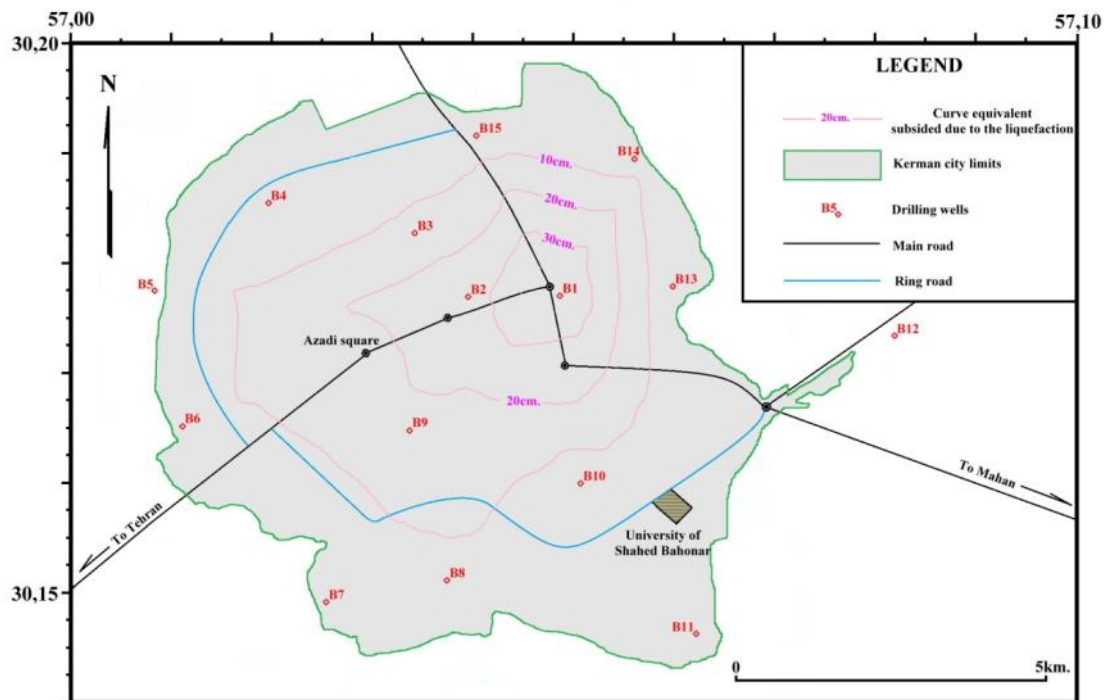 57,00
57,10
30,20
N
LEGEND
20cm.
Curve equivalent
subsided due to the liquefaction
Kerman city limits
B5
Drilling wells
Main road
Ring road
B15
B14
10cm.
B4
20cm.
B3
30cm.
B5
B2
B1
B13
B12
Azadi square
20cm.
B6
B9
B10
To Mahan
To Tehran
University of
Shahed Bahonar
B8
30,15
B7
B11
0
5km.